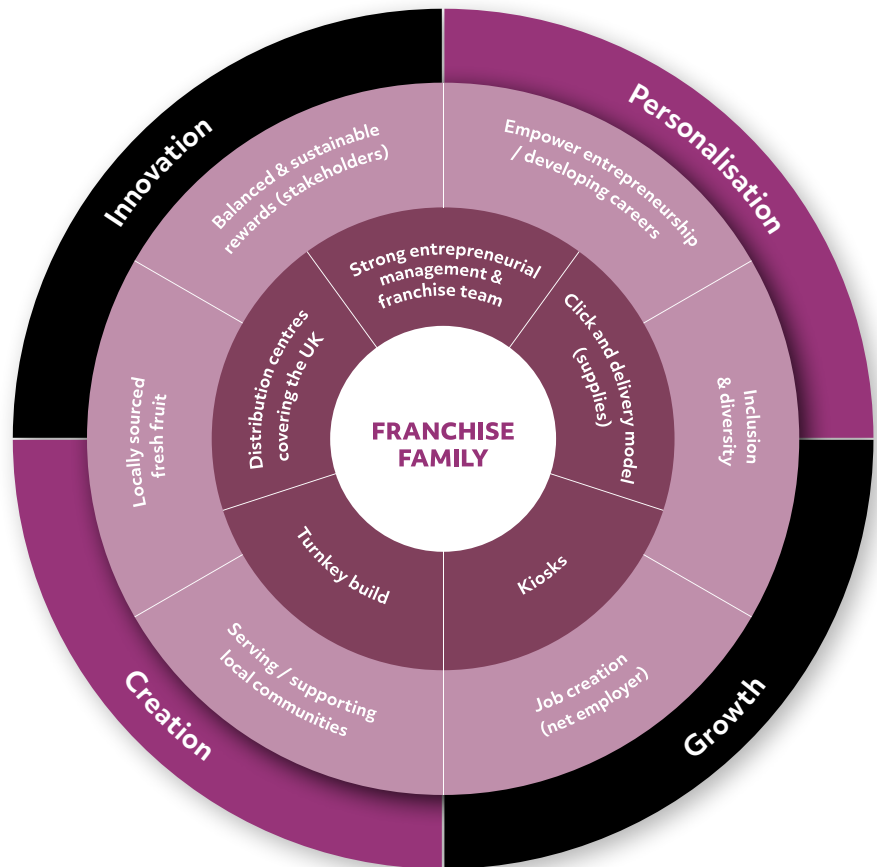 Innovation
Personalisation
Growth
Creation
Balanced & sustainable
rewards (stakeholders)
Empower entrepreneurship
/ developing careers
Inclusion
& diversity
Job creation
(net employer)
Serving / supporting
local communities
Locally sourced
fresh fruit
Strong entrepreneurial
management &
franchise team
Click and delivery model
(supplies)
Kiosks
Turnkey build
Distribution centres
covering the UK
FRANCHISE
FAMILY